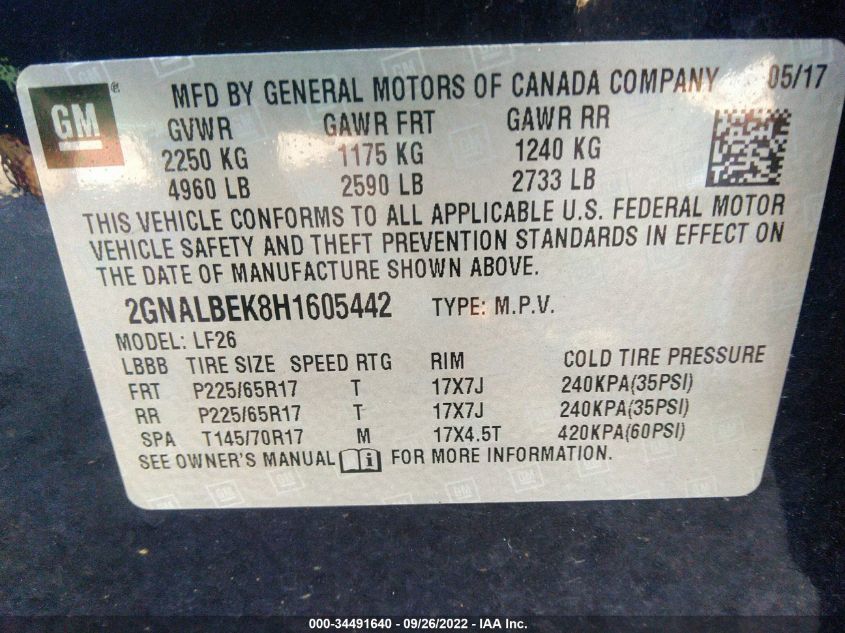 GM ® MFD BY GENERAL MOTORS OF CANADA COMPANY 05/17
GVWR GAWR FRT GAWR RR
2250 KG 1175 KG 1240 KG
4960 LB 2590 LB 2733 LB
THIS VEHICLE CONFORMS TO ALL APPLICABLE U.S. FEDERAL MOTOR
VEHICLE SAFETY AND THEFT PREVENTION STANDARDS IN EFFECT ON
THE DATE OF MANUFACTURE SHOWN ABOVE.
2GNALBEK8H1605442 TYPE: M.P.V.
MODEL: LF26
LBBB TIRE SIZE SPEED RTG RIM COLD TIRE PRESSURE
FRT P225/65R17 T 17X7J 240KPA(35PSI)
RR P225/65R17 T 17X7J 240KPA(35PSI)
SPA T145/70R17 M 17X4.5T 420KPA(60PSI)
SEE OWNER'S MANUAL i FOR MORE INFORMATION.
000-34491640 - 09/26/2022 - IAA Inc.